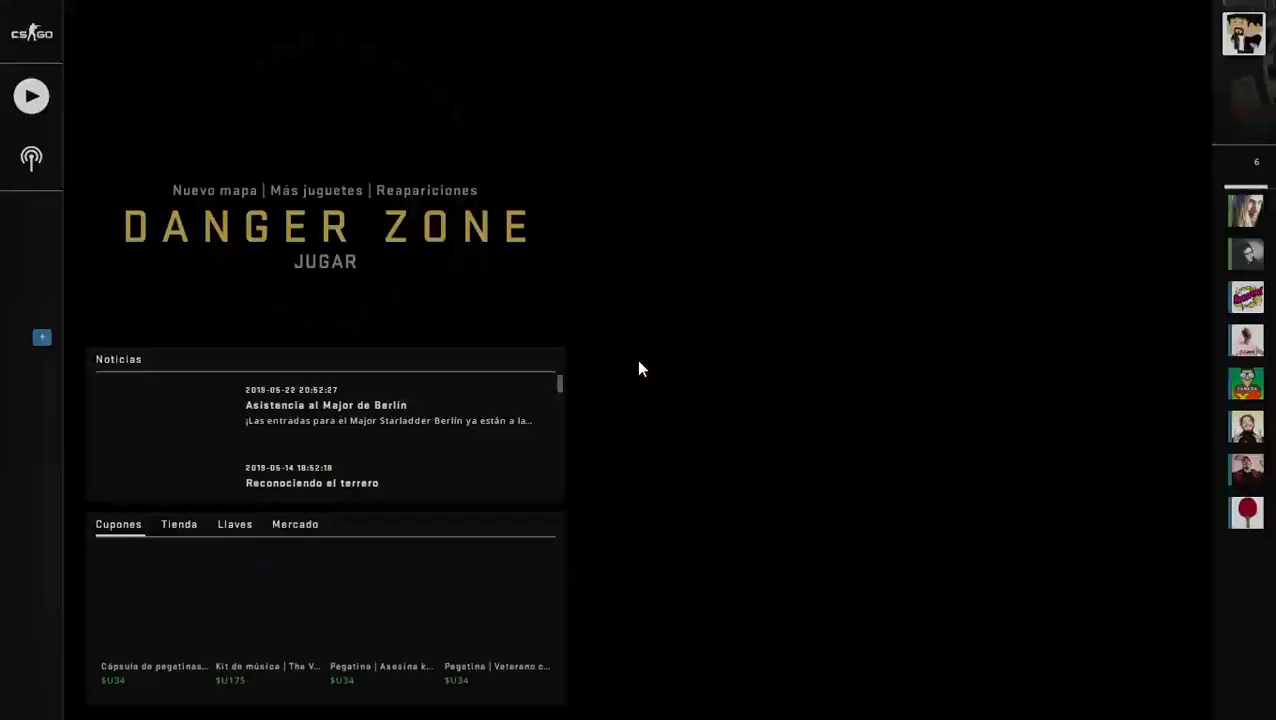 CS GO
6
Nuevo mapa | Más juguetes | Reapariciones
DANGER ZONE
JUGAR
Noticias
2019-05-22 20:52:27
Asistencia al Major de Berlín
¡Las entradas para el Major Starladder Berlín ya están a la...
2019-05-14 18:52:18
Reconociendo el terrero
Cupones Tienda Llaves Mercado
Cápsula de pegatinas... Kit de música | The V... Pegatina | Asesina k... Pegatina | Veterano c...
$U34 $U175 $U34 $U34